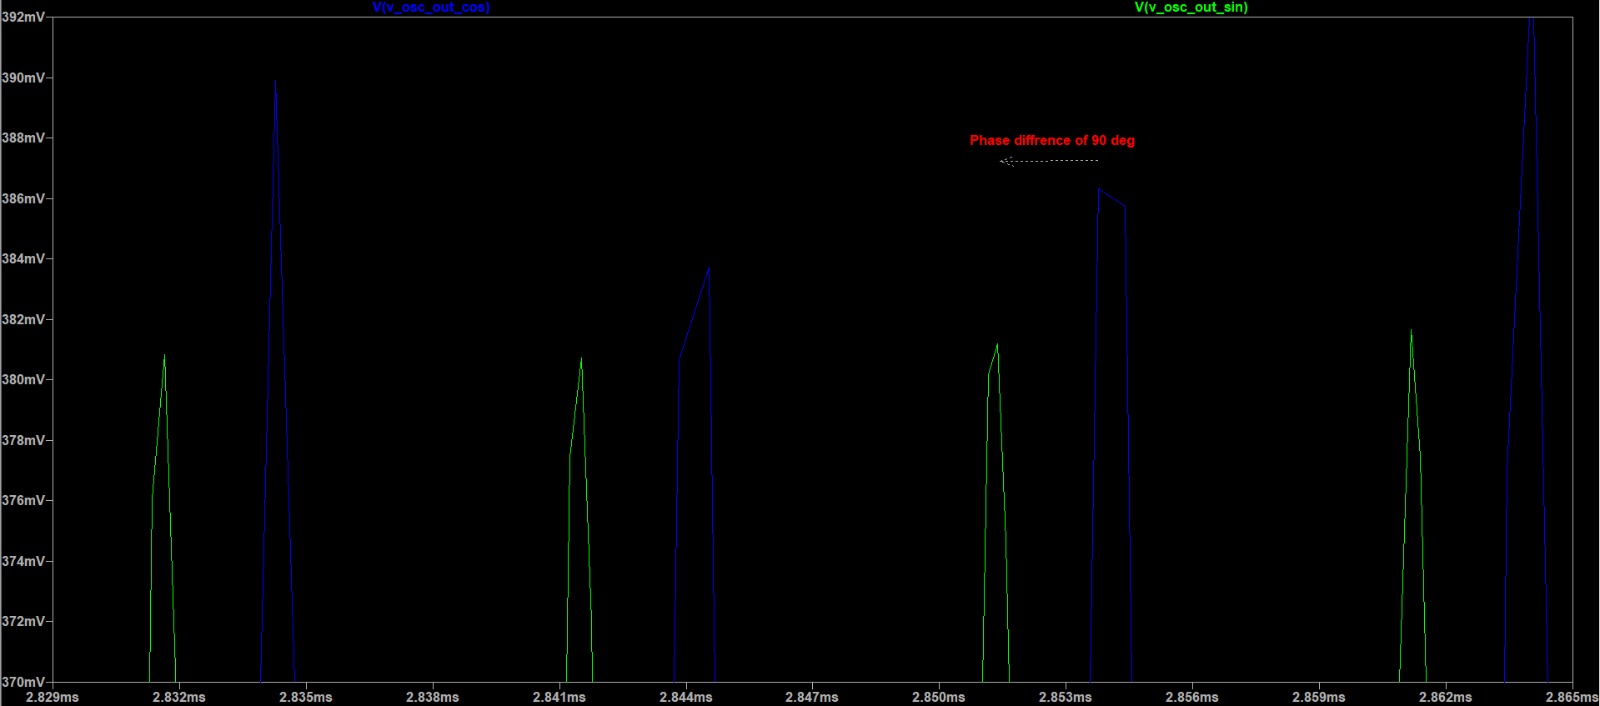 V(v_osc_out_cos) V(v_osc_out_sin)
392mV
390mV
388mV
386mV
384mV
382mV
380mV
378mV
376mV
374mV
372mV
370mV
Phase diffrence of 90 deg
2.829ms 2.832ms 2.835ms 2.838ms 2.841ms 2.844ms 2.847ms 2.850ms 2.853ms 2.856ms 2.859ms 2.862ms 2.865ms